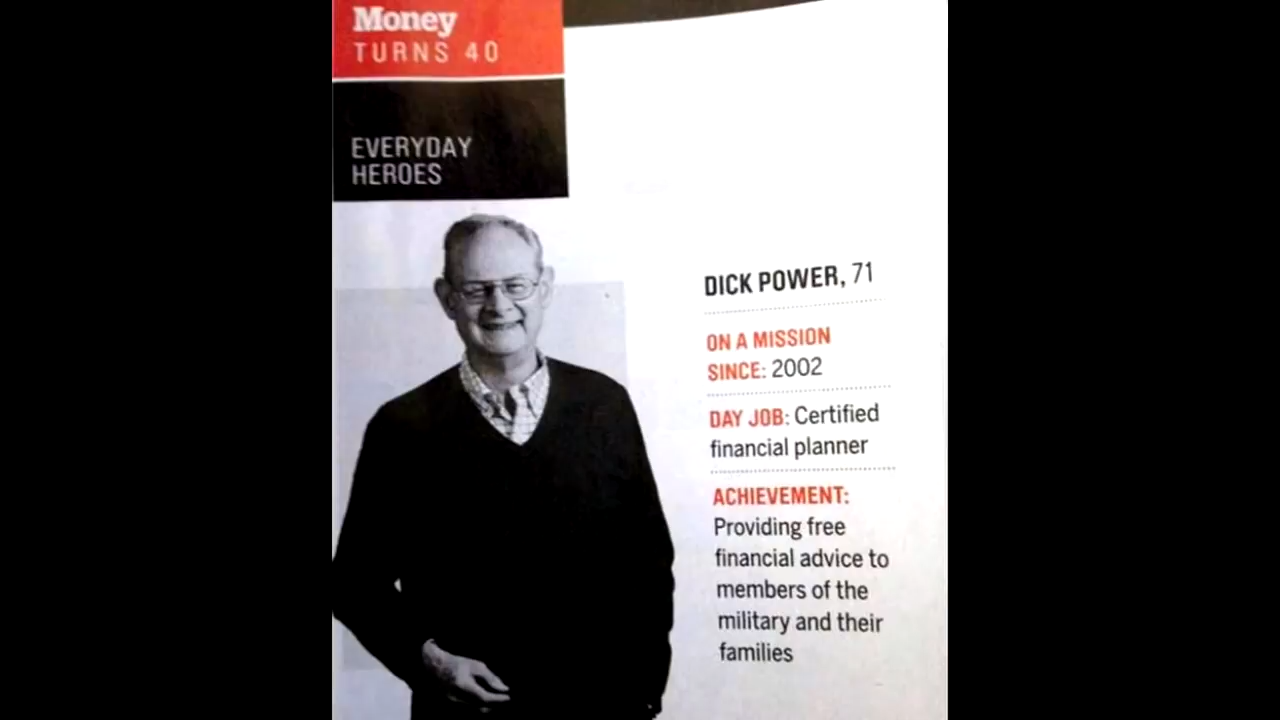 Money
TURNS 40
EVERYDAY
HEROES
DICK POWER, 71
ON A MISSION
SINCE: 2002
DAY JOB: Certified
financial planner
ACHIEVEMENT:
Providing free
financial advice to
members of the
military and their
families